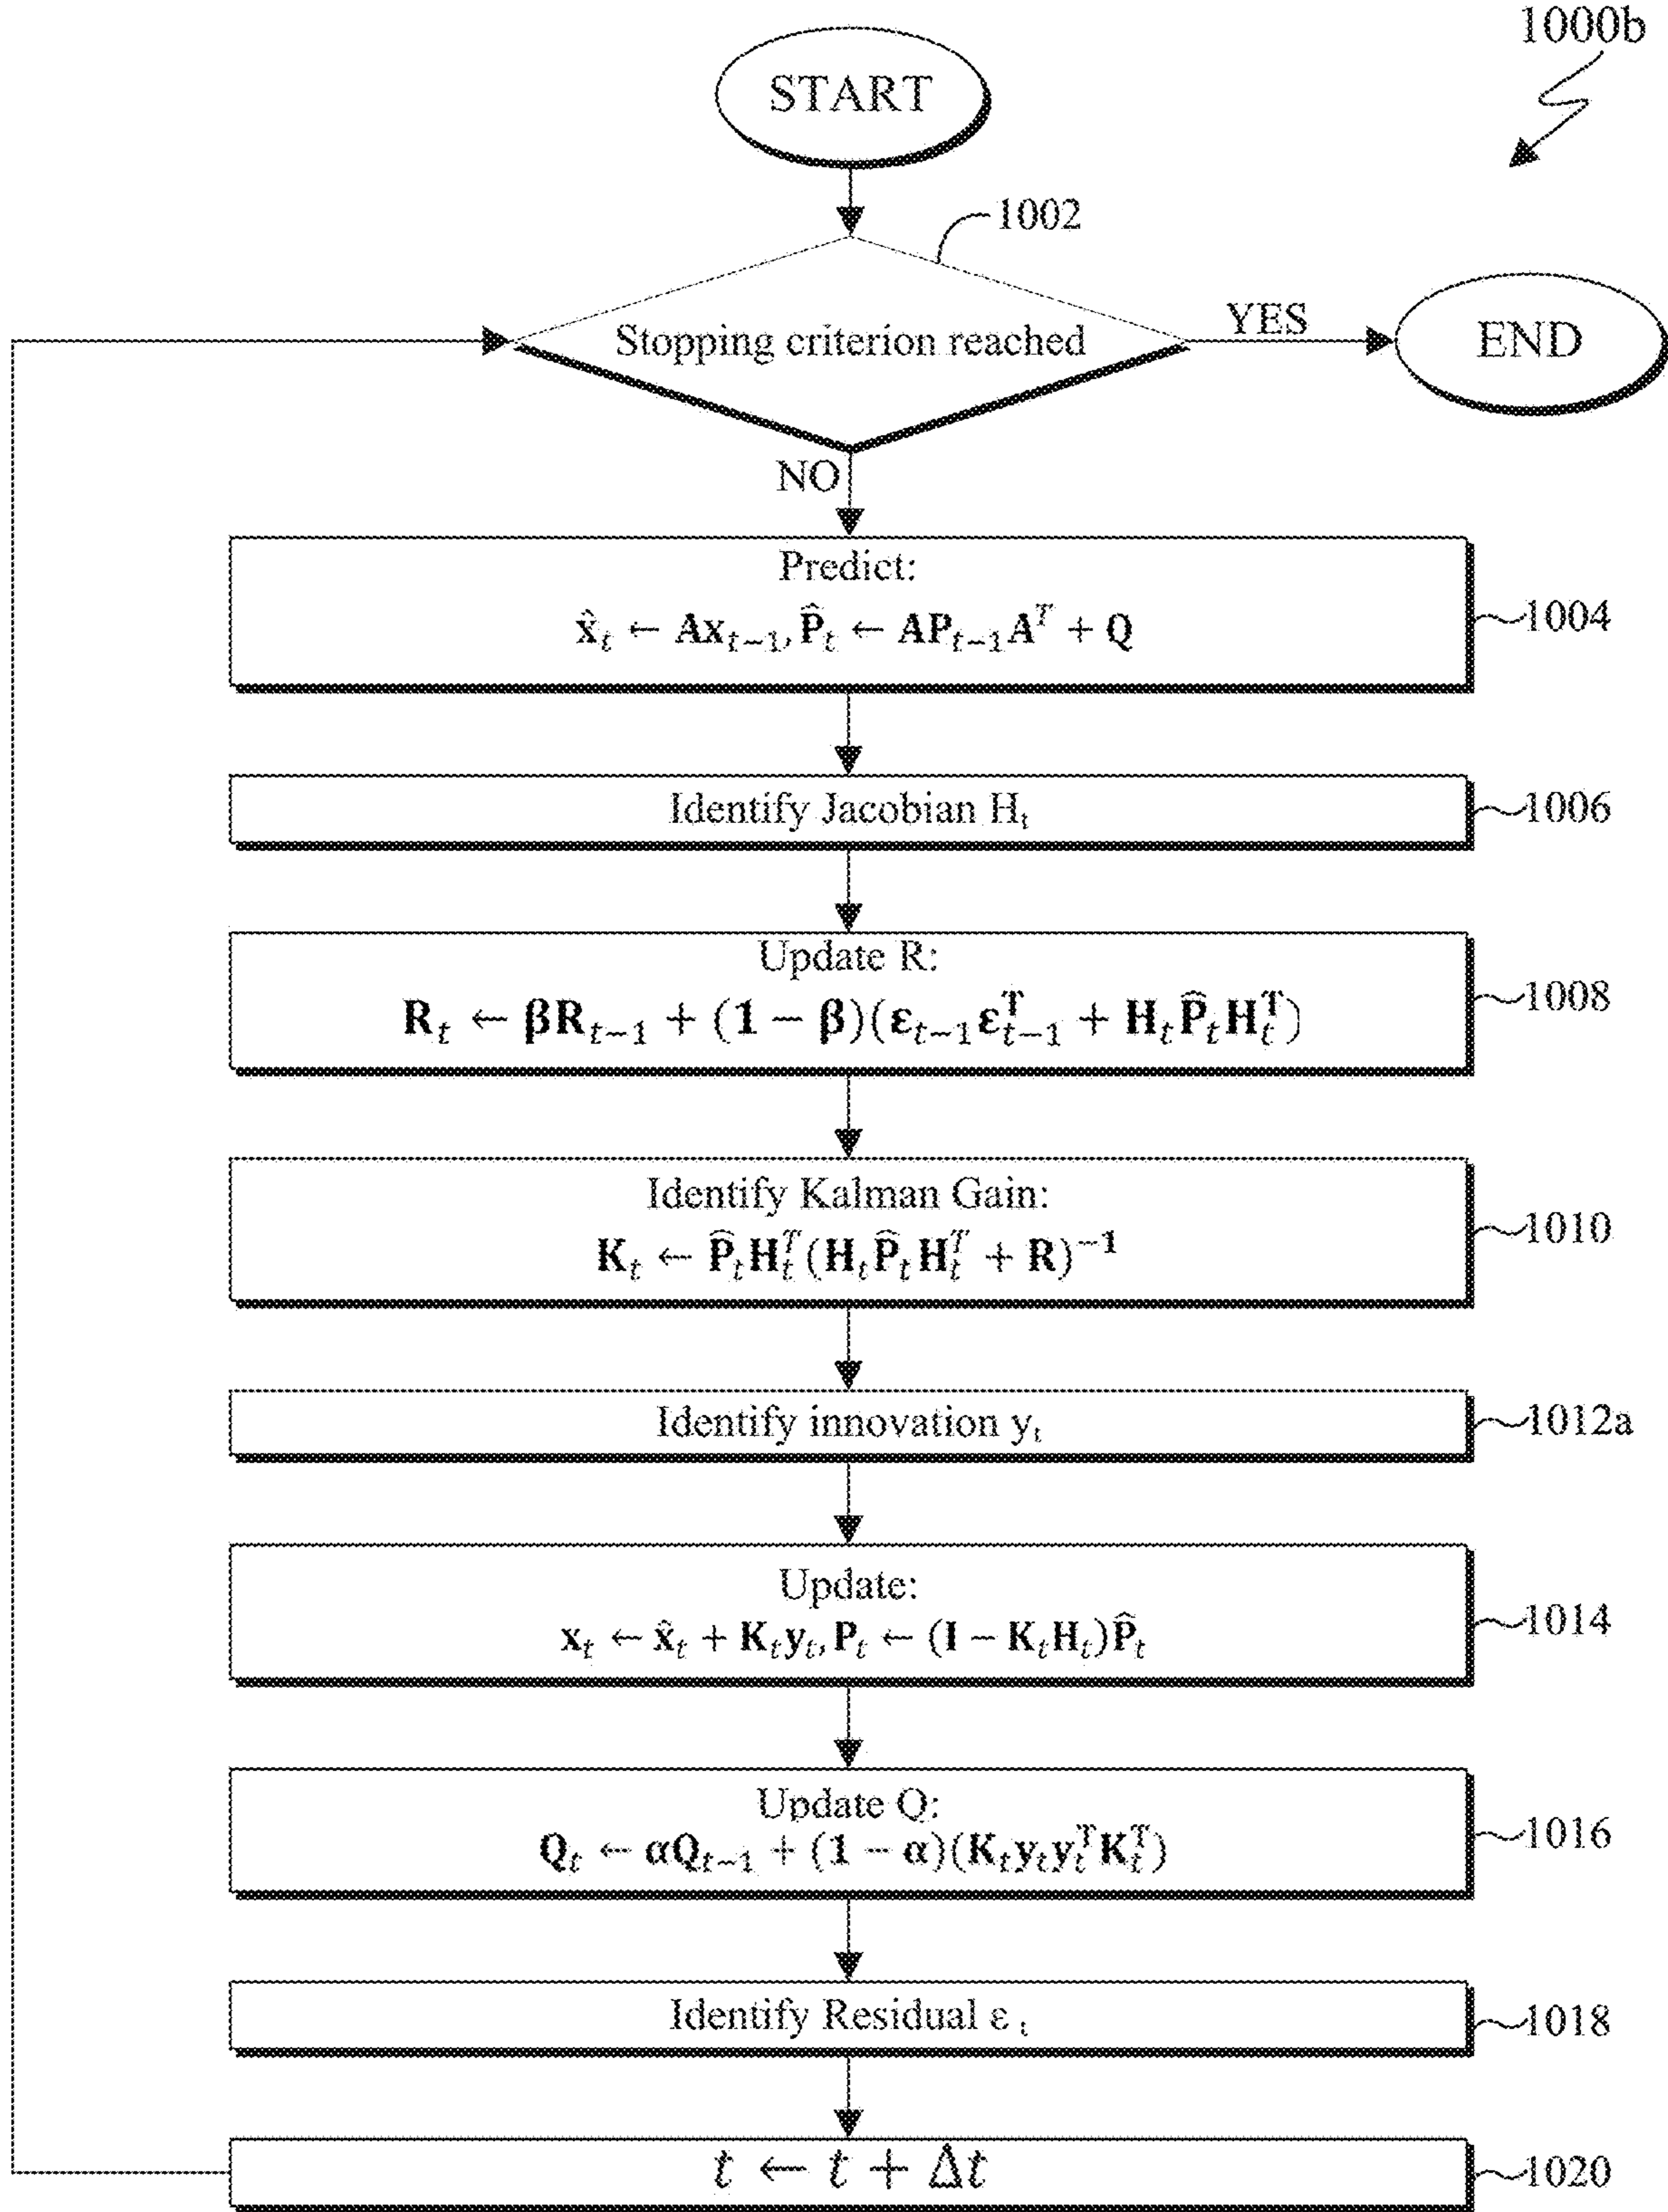 1000b
START
1002
Stopping criterion reached
YES
END
NO
Predict:
x̂ₜ ← Axₜ₋₁, P̂ₜ ← APₜ₋₁Aᵀ + Q
1004
Identify Jacobian Hₜ
1006
Update R:
Rₜ ← βRₜ₋₁ + (1 − β)(εₜ₋₁εᵀₜ₋₁ + HₜP̂ₜHₜᵀ)
1008
Identify Kalman Gain:
Kₜ ← P̂ₜHₜᵀ(HₜP̂ₜHₜᵀ + R)⁻¹
1010
Identify innovation yₜ
1012a
Update:
xₜ ← x̂ₜ + Kₜyₜ, Pₜ ← (I − KₜHₜ)P̂ₜ
1014
Update Q:
Qₜ ← αQₜ₋₁ + (1 − α)(KₜyₜyₜᵀKₜᵀ)
1016
Identify Residual ε ₜ
1018
t ← t + Δt
1020